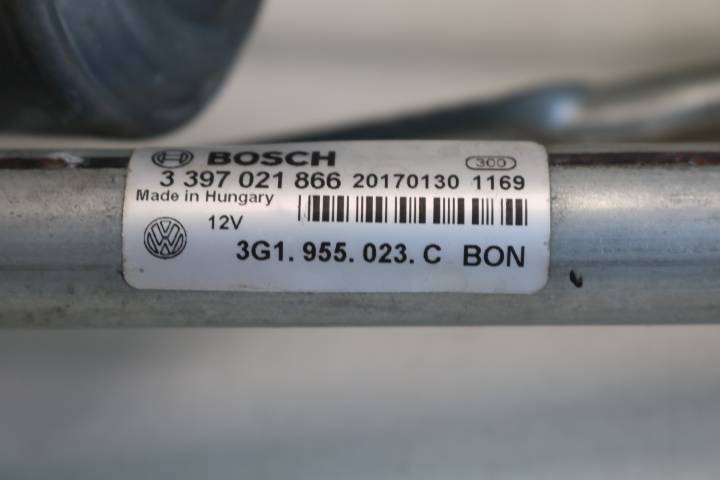 BOSCH 300
3 397 021 866 20170130 1169
Made in Hungary
12V
3G1. 955. 023. C BON